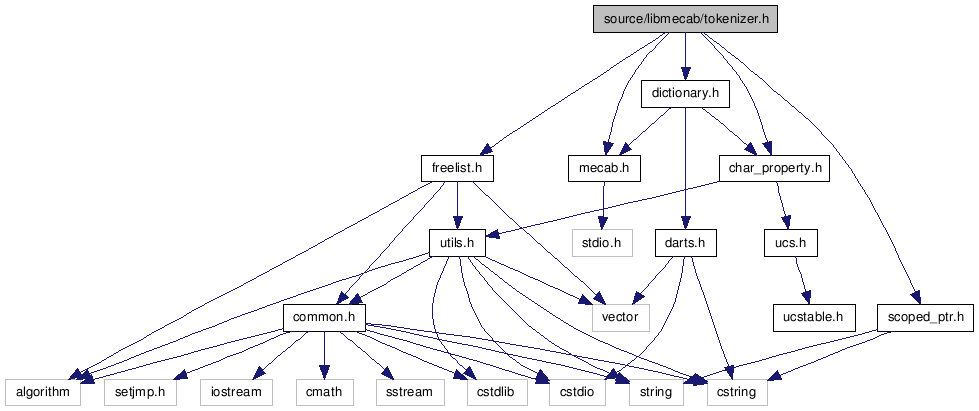 source/libmecab/tokenizer.h
dictionary.h
freelist.h
mecab.h
char_property.h
utils.h
stdio.h
darts.h
ucs.h
common.h
vector
ucstable.h
scoped_ptr.h
algorithm
setjmp.h
iostream
cmath
sstream
cstdlib
cstdio
string
cstring